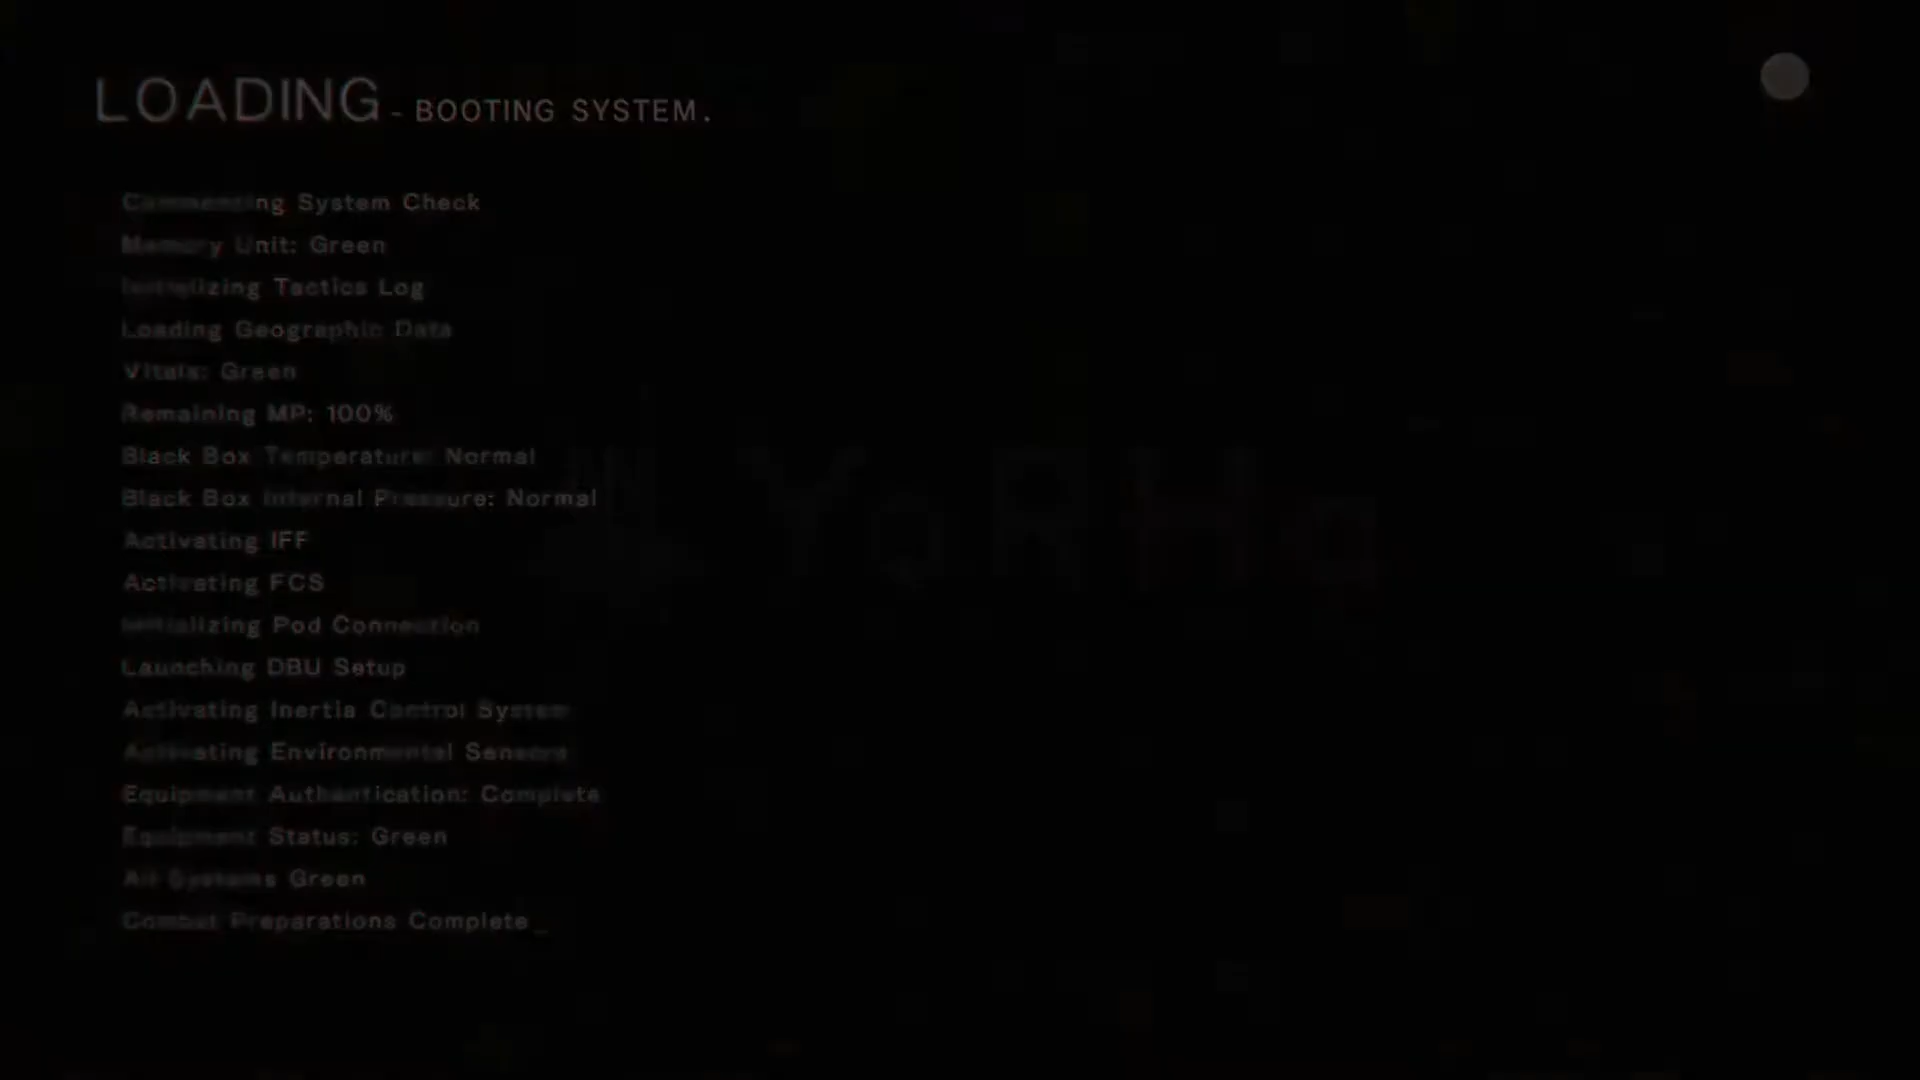 LOADING - BOOTING SYSTEM.
Commencing System Check
Memory Unit: Green
Initializing Tactics Log
Loading Geographic Data
Vitals: Green
Remaining MP: 100%
Black Box Temperature: Normal
Black Box Internal Pressure: Normal
Activating IFF
Activating FCS
Initializing Pod Connection
Launching DBU Setup
Activating Inertia Control System
Activating Environmental Sensors
Equipment Authentication: Complete
Equipment Status: Green
All Systems Green
Combat Preparations Complete_
YoRHa